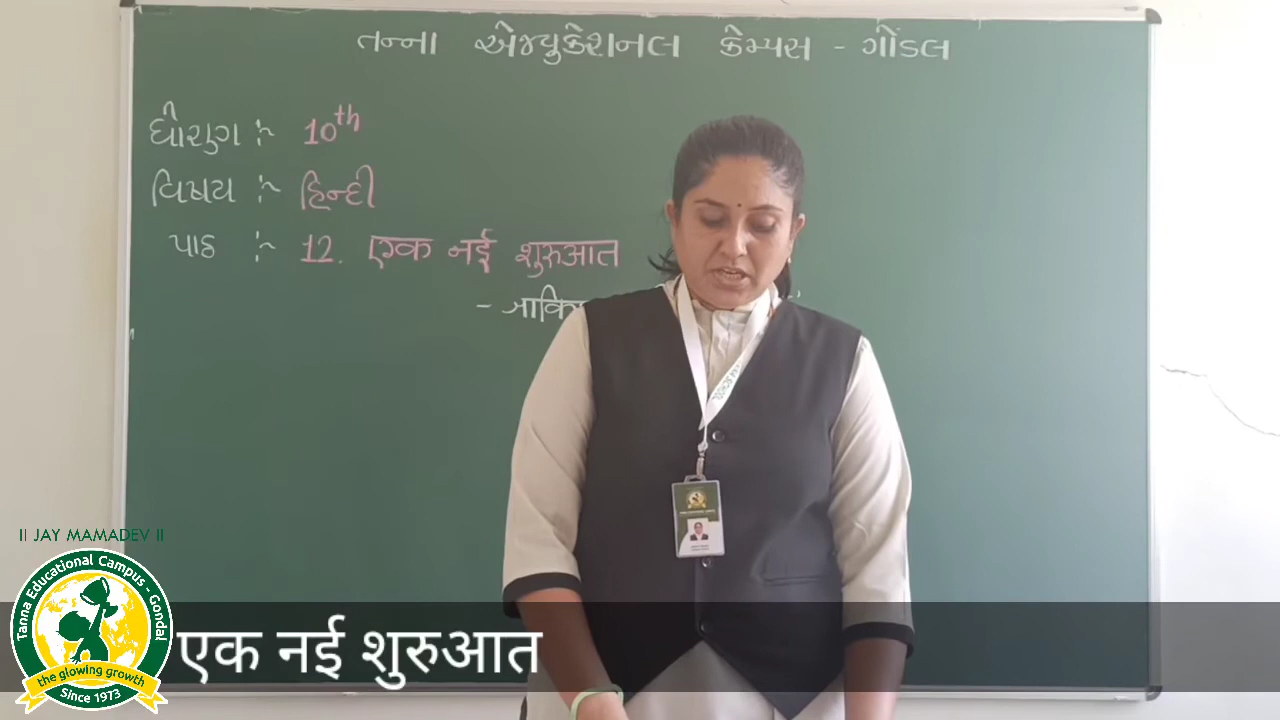 તન્ના એજ્યુકેશનલ કેમ્પસ - ગોંડલ
ધોરણ :- 10th
વિષય :- हिन्दी
પાઠ :- 12. एक नई शुरुआत
II JAY MAMADEV II
Tanna Educational Campus - Gondal
the glowing growth
Since 1973
एक नई शुरुआत